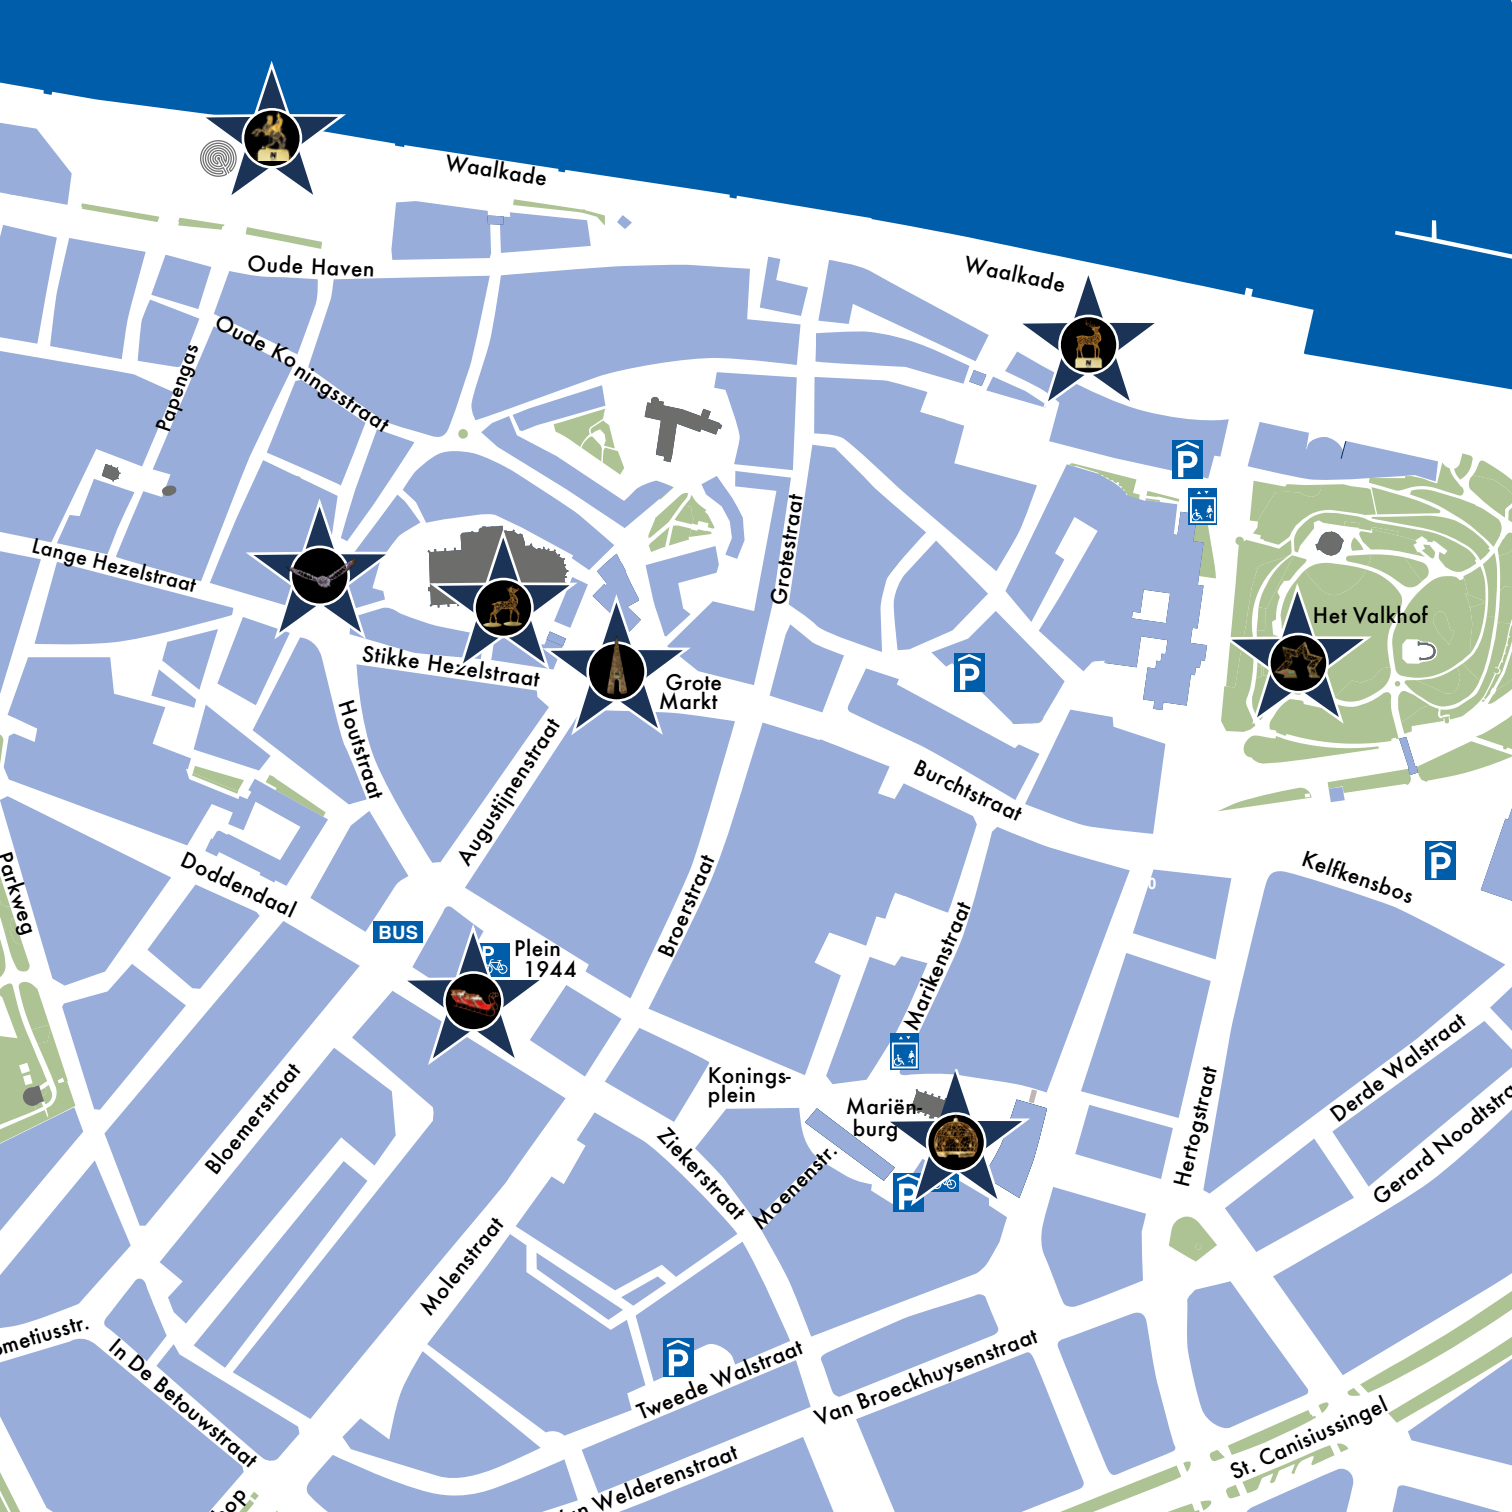 Waalkade
Oude Haven
Waalkade
Oude Koningsstraat
Papengas
P
Grotestraat
Lange Hezelstraat
Het Valkhof
Stikke Hezelstraat
P
Grote
Markt
Houtstraat
Augustijnenstraat
Burchtstraat
Doddendaal
Parkweg
Broerstraat
Kelfkensbos
P
Marikenstraat
BUS
P
Plein
1944
Konings-
plein
Mariën-
burg
Derde Walstraat
Hertogstraat
Gerard Noodtstra
Bloemerstraat
Ziekerstraat
Moenenstr.
P
Molenstraat
ometiusstr.
In De Betouwstraat
P
Tweede Walstraat
Van Broeckhuysenstraat
St. Canisiussingel
n Welderenstraat
op